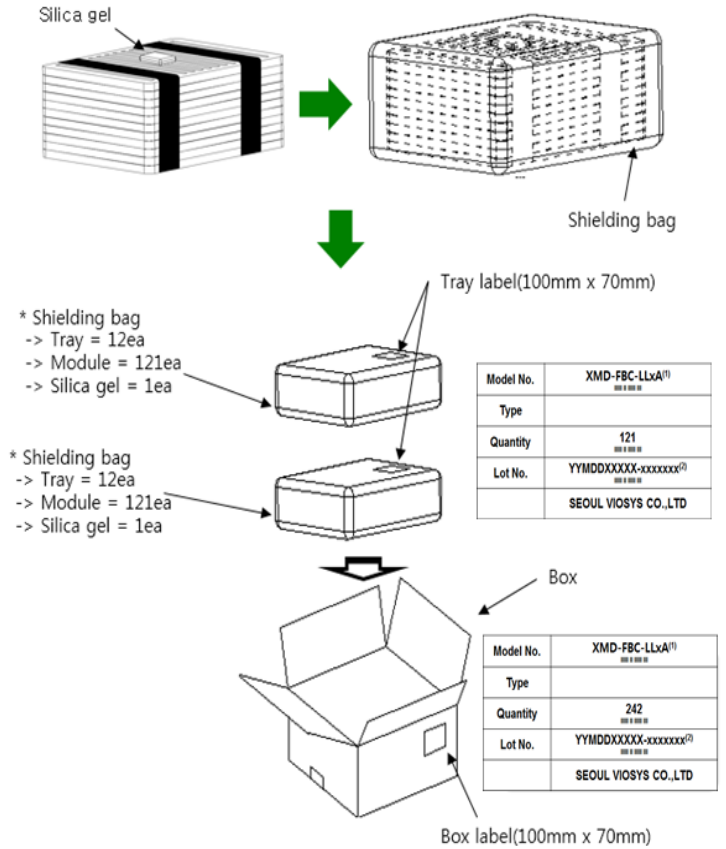 Silica gel
Shielding bag
Tray label(100mm x 70mm)
* Shielding bag
-> Tray = 12ea
-> Module = 121ea
-> Silica gel = 1ea
Model No. XMD-FBC-LLxA(1)
Type
Quantity 121
Lot No. YYMDDXXXXX-xxxxxxx(2)
SEOUL VIOSYS CO.,LTD
* Shielding bag
-> Tray = 12ea
-> Module = 121ea
-> Silica gel = 1ea
Box
Model No. XMD-FBC-LLxA(1)
Type
Quantity 242
Lot No. YYMDDXXXXX-xxxxxxx(2)
SEOUL VIOSYS CO.,LTD
Box label(100mm x 70mm)